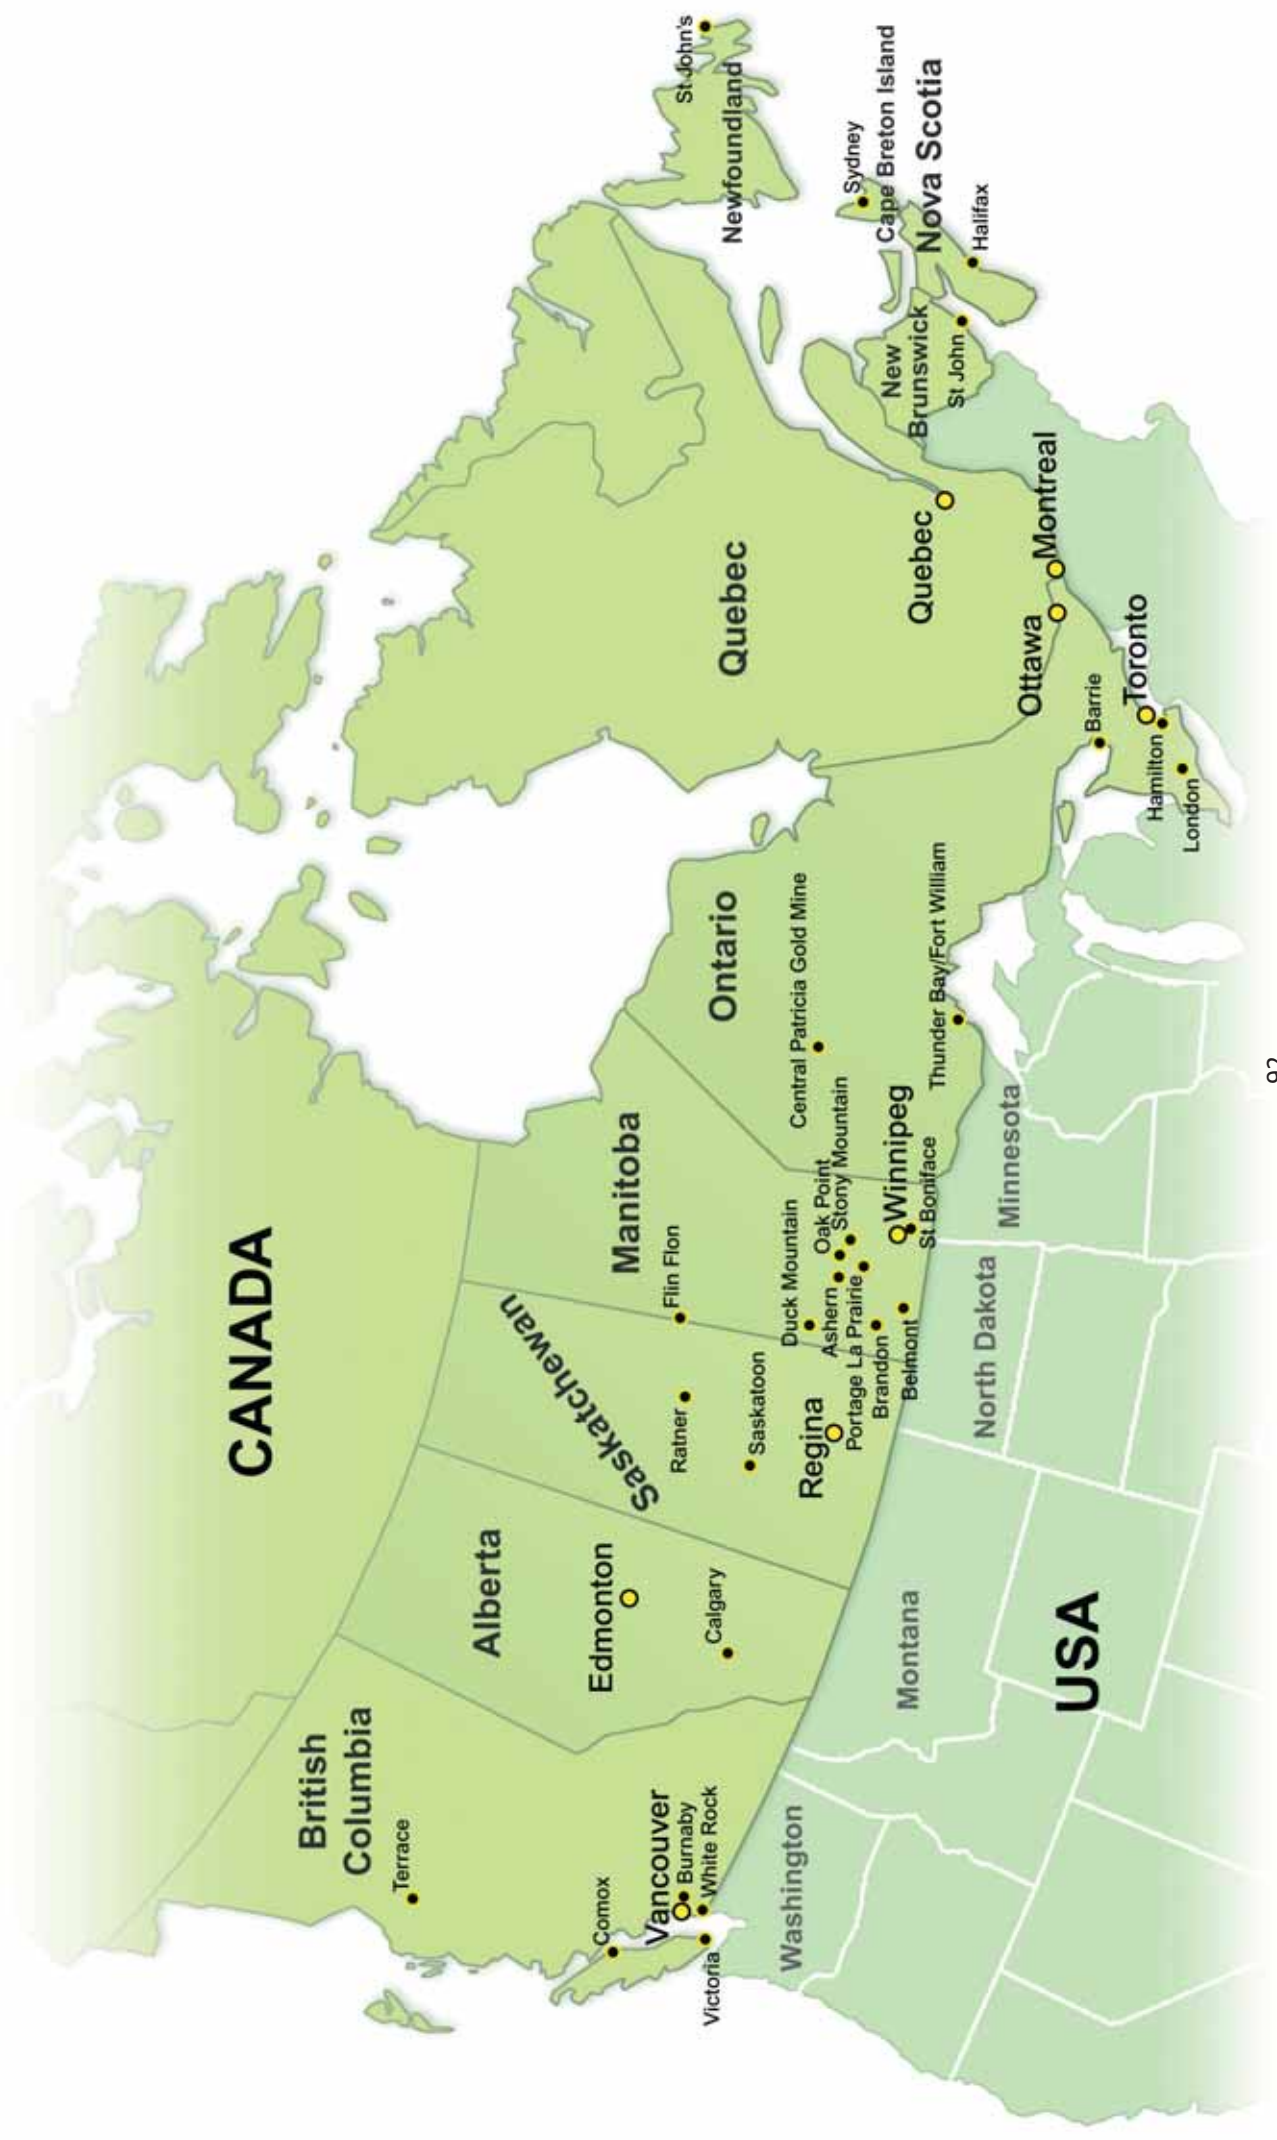 CANADA
British
Columbia
Terrace
Comox
Vancouver
Burnaby
White Rock
Victoria
Alberta
Edmonton
Calgary
Saskatchewan
Ratner
Saskatoon
Regina
Manitoba
Flin Flon
Duck Mountain
Ashern
Oak Point
Stony Mountain
Portage La Prairie
Brandon
Belmont
Winnipeg
St Boniface
Ontario
Central Patricia Gold Mine
Thunder Bay/Fort William
Barrie
Toronto
Hamilton
London
Ottawa
Montreal
Quebec
Quebec
New
Brunswick
St John
Newfoundland
St John's
Sydney
Cape Breton Island
Nova Scotia
Halifax
USA
Washington
Montana
North Dakota
Minnesota
92